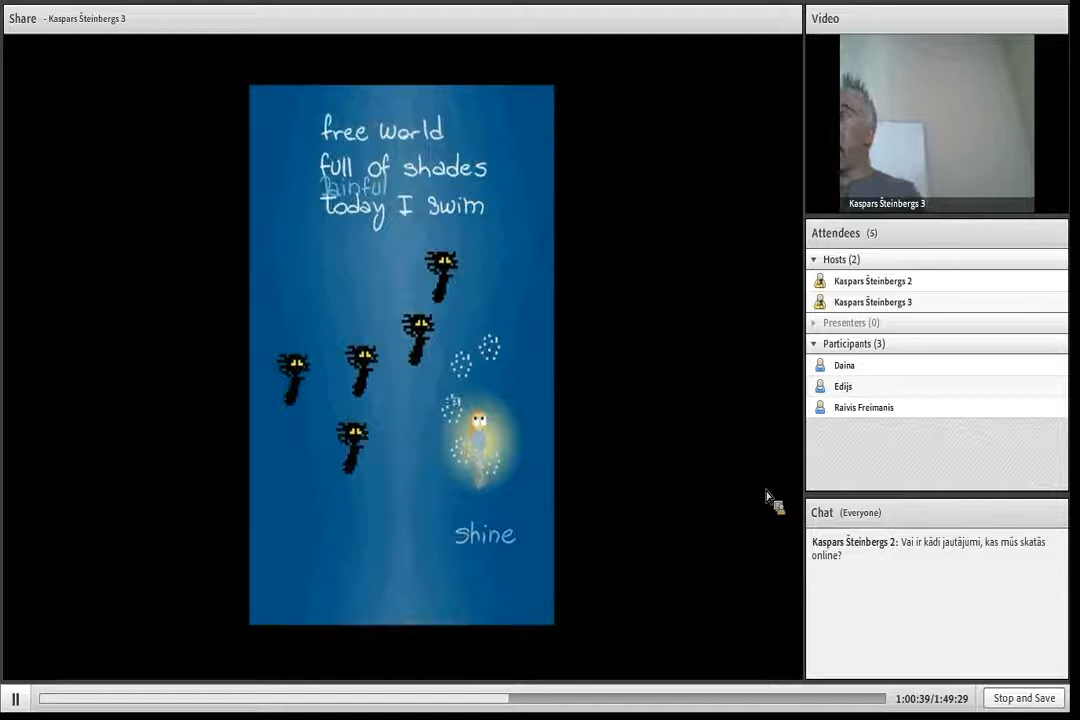 Share - Kaspars Šteinbergs 3
free world
full of shades
Tainful
today I swim
shine
Video
Kaspars Šteinbergs 3
Attendees (5)
Hosts (2)
Kaspars Šteinbergs 2
Kaspars Šteinbergs 3
Presenters (0)
Participants (3)
Daina
Edijs
Raivis Freimanis
Chat (Everyone)
Kaspars Šteinbergs 2: Vai ir kādi jautājumi, kas mūs skatās
online?
1:00:39/1:49:29
Stop and Save